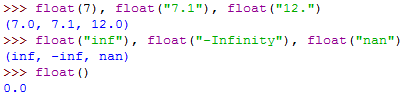 >>> float(7), float("7.1"), float("12.")
(7.0, 7.1, 12.0)
>>> float("inf"), float("-Infinity"), float("nan")
(inf, -inf, nan)
>>> float()
0.0